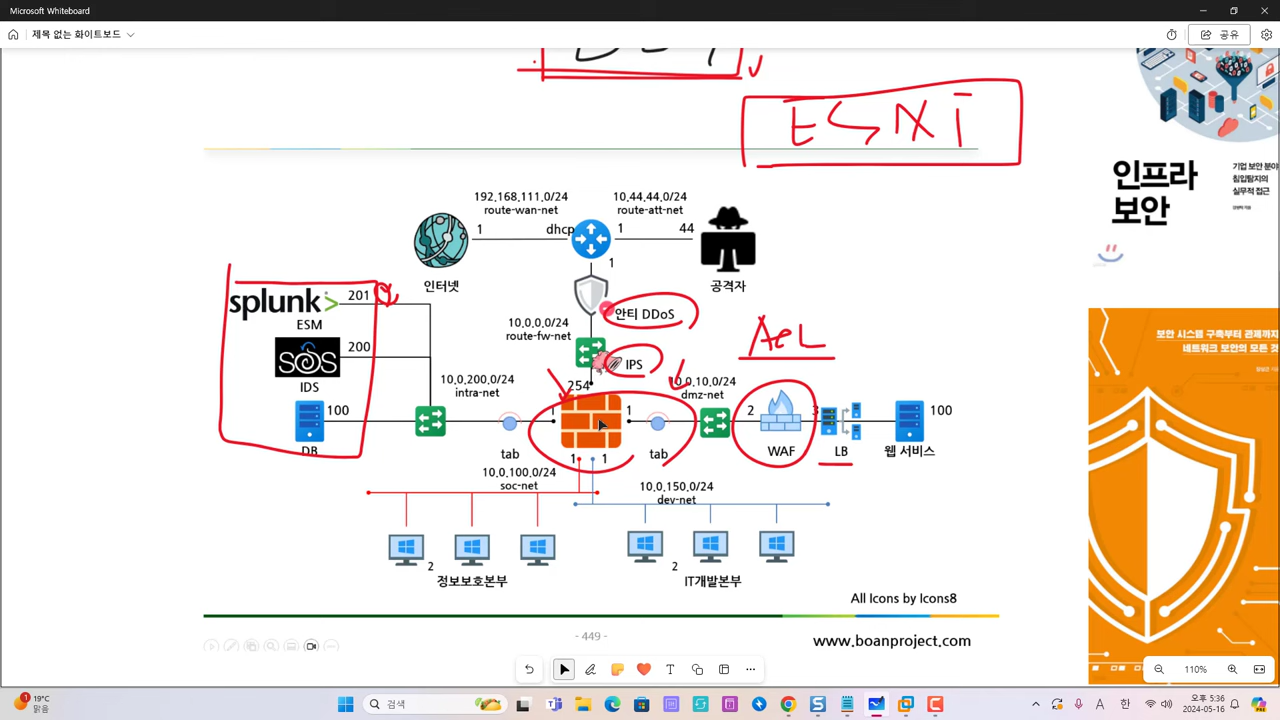 Microsoft Whiteboard
제목 없는 화이트보드
공유
ESNI
인프라
보안
기업 보안 분야
침입탐지의
실무적 접근
192.168.111.0/24
route-wan-net
10.44.44.0/24
route-att-net
1
dhcp
1
44
1
인터넷
공격자
splunk>
201
ESM
안티 DDoS
10.0.0.0/24
route-fw-net
AcL
SOS
200
IDS
IPS
10.0.200.0/24
intra-net
254
10.0.10.0/24
dmz-net
100
DB
1
1
2
3
100
tab
1
1
tab
WAF
LB
웹 서비스
10.0.100.0/24
soc-net
10.0.150.0/24
dev-net
2
정보보호본부
2
IT개발본부
All Icons by Icons8
- 449 -
www.boanproject.com
보안 시스템 구축부터 관제까지
네트워크 보안의 모든 것
110%
19°C
맑음
검색
A
한
오후 5:36
2024-05-16